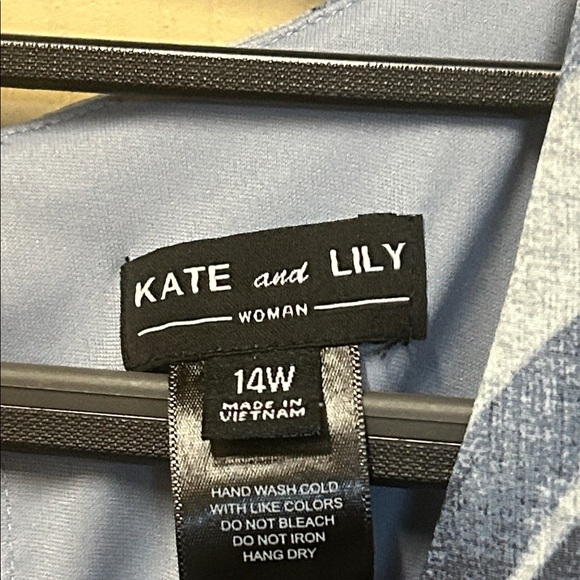 KATE and LILY
WOMAN
14W
MADE IN
VIETNAM
HAND WASH COLD
WITH LIKE COLORS
DO NOT BLEACH
DO NOT IRON
HANG DRY